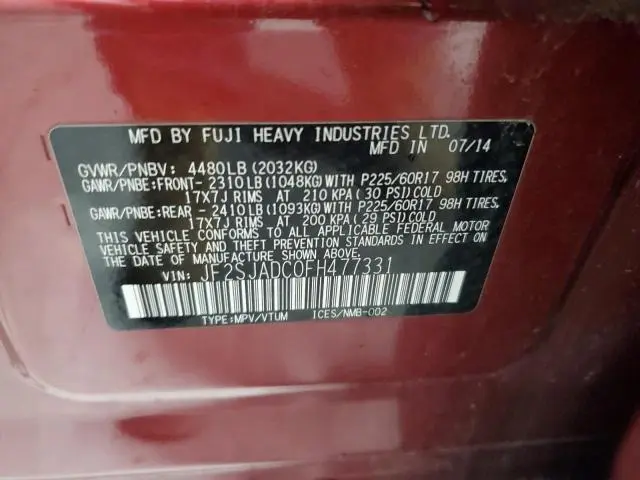 MFD BY FUJI HEAVY INDUSTRIES LTD.
MFD IN 07/14
GVWR/PNBV: 4480LB (2032KG)
GAWR/PNBE:FRONT- 2310LB (1048KG) WITH P225/60R17 98H TIRES,
17X7J RIMS AT 210 KPA (30 PSI) COLD
GAWR/PNBE:REAR - 2410LB (1093KG) WITH P225/60R17 98H TIRES,
17X7J RIMS AT 200 KPA (29 PSI) COLD
THIS VEHICLE CONFORMS TO ALL APPLICABLE FEDERAL MOTOR
VEHICLE SAFETY AND THEFT PREVENTION STANDARDS IN EFFECT ON
THE DATE OF MANUFACTURE SHOWN ABOVE.
VIN: JF2SJADC0FH477331
TYPE:MPV/VTUM ICES/NMB-002